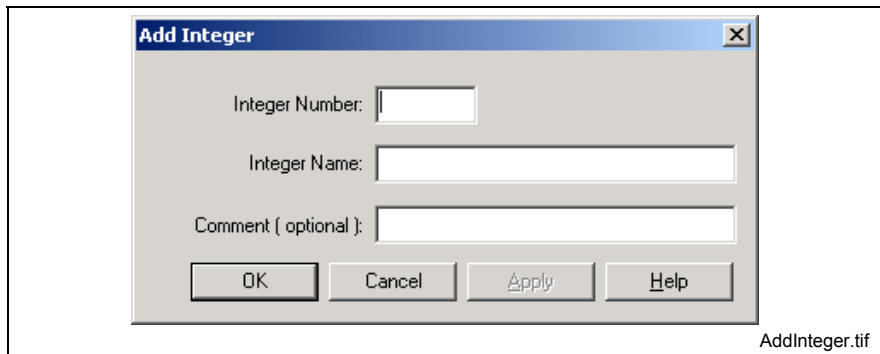 Add Integer
Integer Number:
Integer Name:
Comment ( optional ):
OK Cancel Apply Help
AddInteger.tif